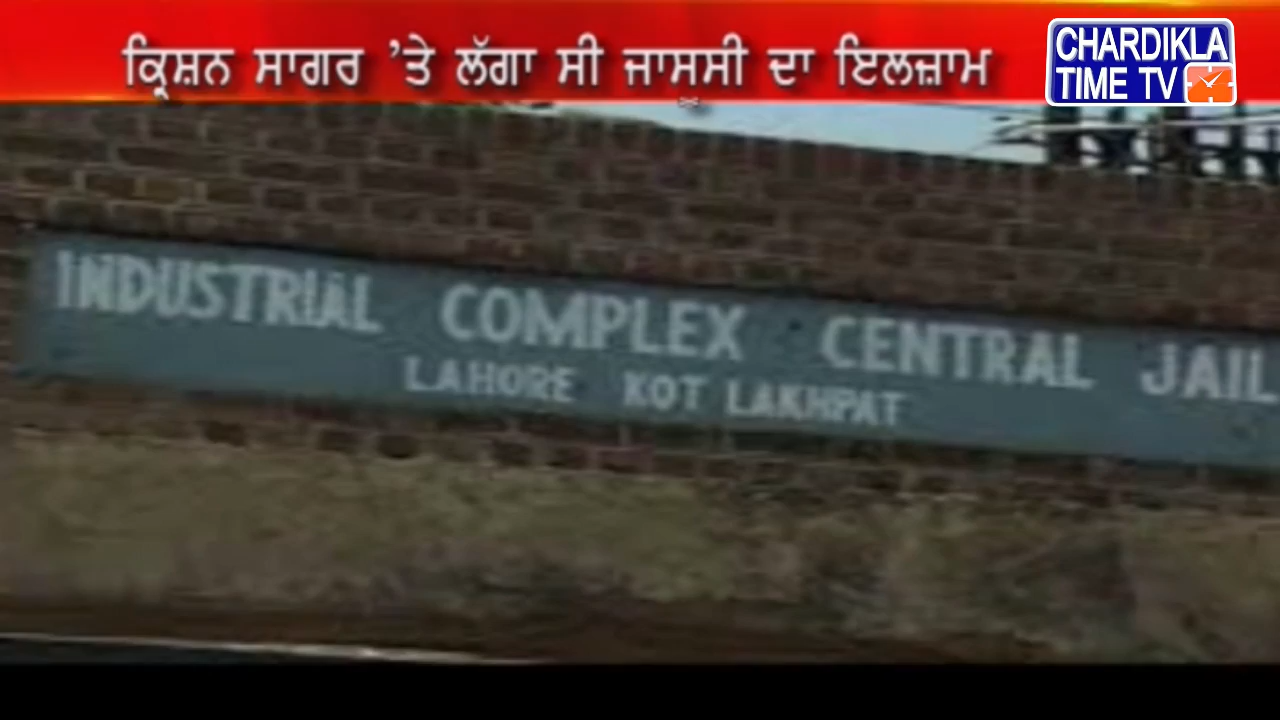 ਕ੍ਰਿਸ਼ਨ ਸਾਗਰ 'ਤੇ ਲੱਗਾ ਸੀ ਜਾਸੂਸੀ ਦਾ ਇਲਜ਼ਾਮ
CHARDIKLA
TIME TV
INDUSTRIAL COMPLEX CENTRAL JAIL
LAHORE KOT LAKHPAT